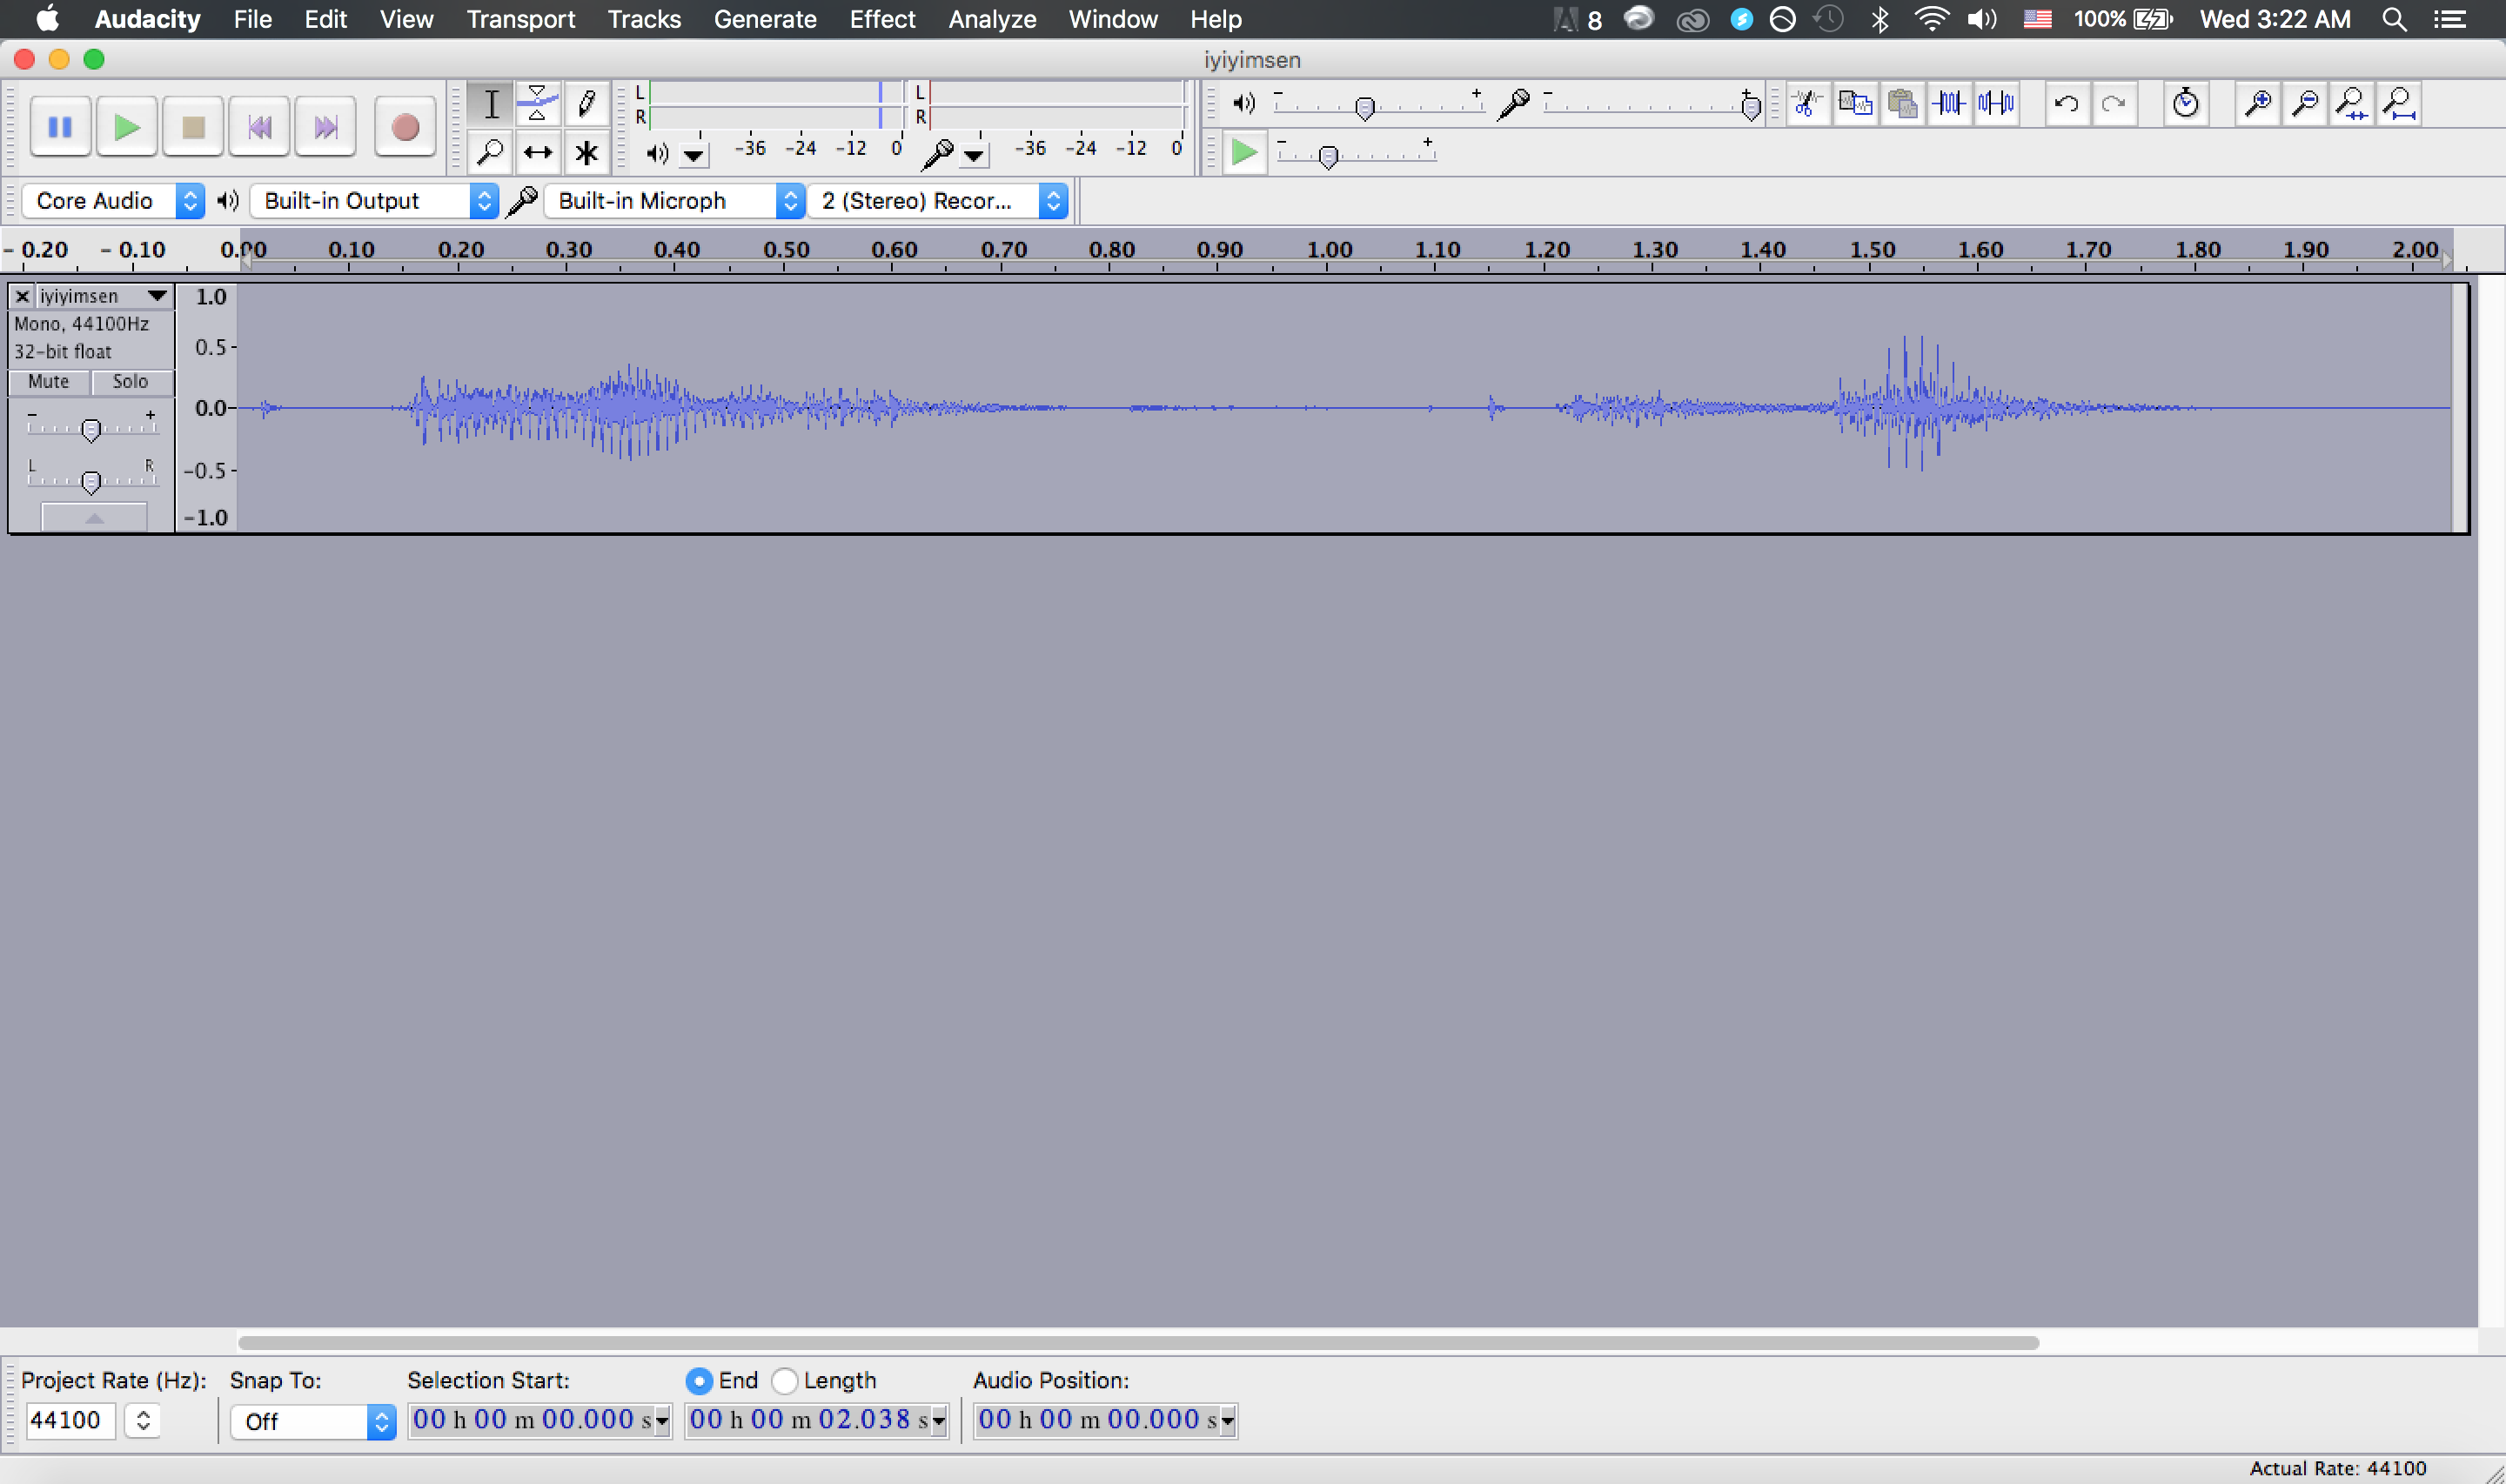 Audacity File Edit View Transport Tracks Generate Effect Analyze Window Help 8 100% Wed 3:22 AM
iyiyimsen
L
R
-36 -24 -12 0
L
R
-36 -24 -12 0
- +
- +
- +
Core Audio Built-in Output Built-in Microph 2 (Stereo) Recor...
- 0.20 - 0.10 0.00 0.10 0.20 0.30 0.40 0.50 0.60 0.70 0.80 0.90 1.00 1.10 1.20 1.30 1.40 1.50 1.60 1.70 1.80 1.90 2.00
iyiyimsen
Mono, 44100Hz
32-bit float
Mute Solo
- +
L R
1.0
0.5
0.0
-0.5
-1.0
Project Rate (Hz): Snap To: Selection Start: End Length Audio Position:
44100 Off 00 h 00 m 00.000 s 00 h 00 m 02.038 s 00 h 00 m 00.000 s
Actual Rate: 44100